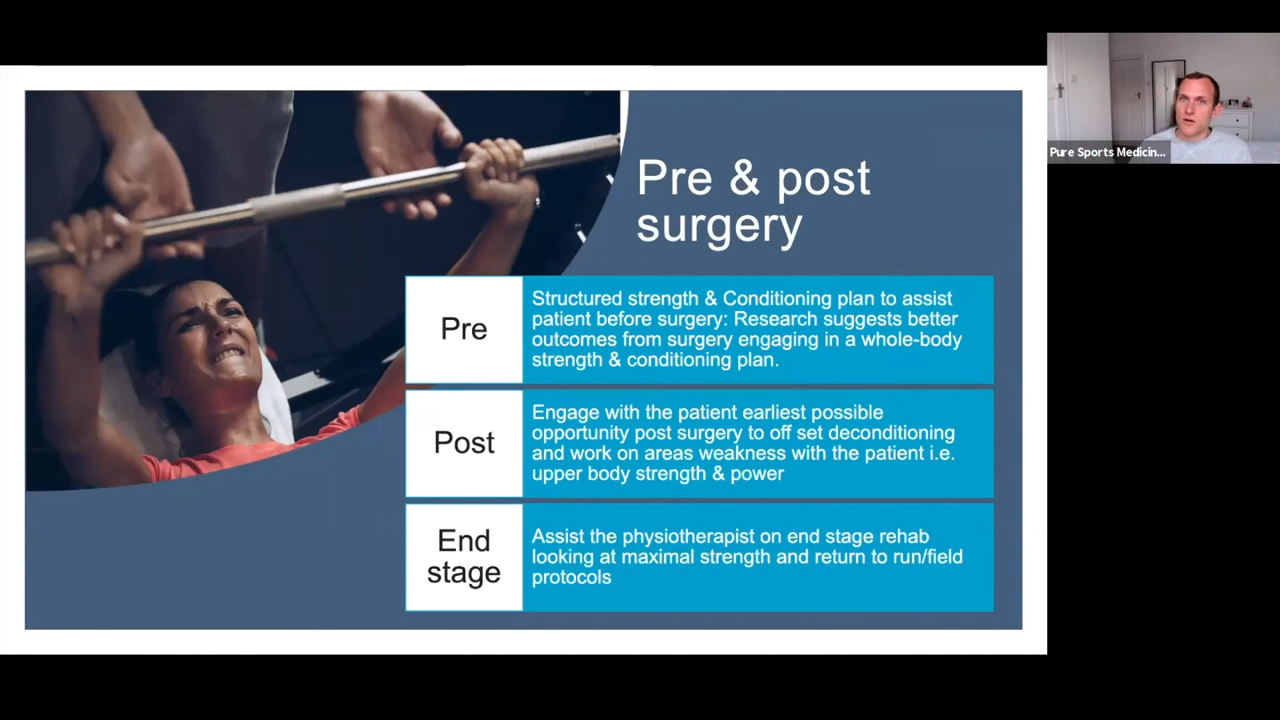 Pre & post
surgery
Pre
Structured strength & Conditioning plan to assist
patient before surgery: Research suggests better
outcomes from surgery engaging in a whole-body
strength & conditioning plan.
Post
Engage with the patient earliest possible
opportunity post surgery to off set deconditioning
and work on areas weakness with the patient i.e.
upper body strength & power
End
stage
Assist the physiotherapist on end stage rehab
looking at maximal strength and return to run/field
protocols
Pure Sports Medicin...